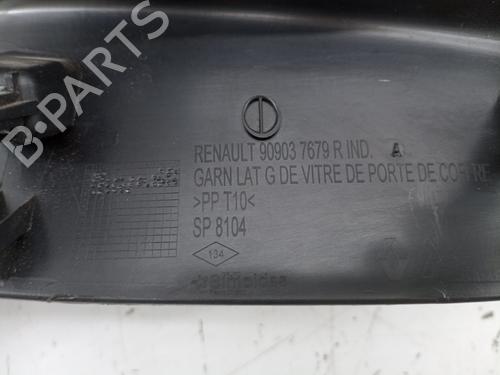 B-PARTS
RENAULT 90903 7679 R IND. A
GARN LAT G DE VITRE DE PORTE DE COFFRE
>PP T10<
SP 8104
134